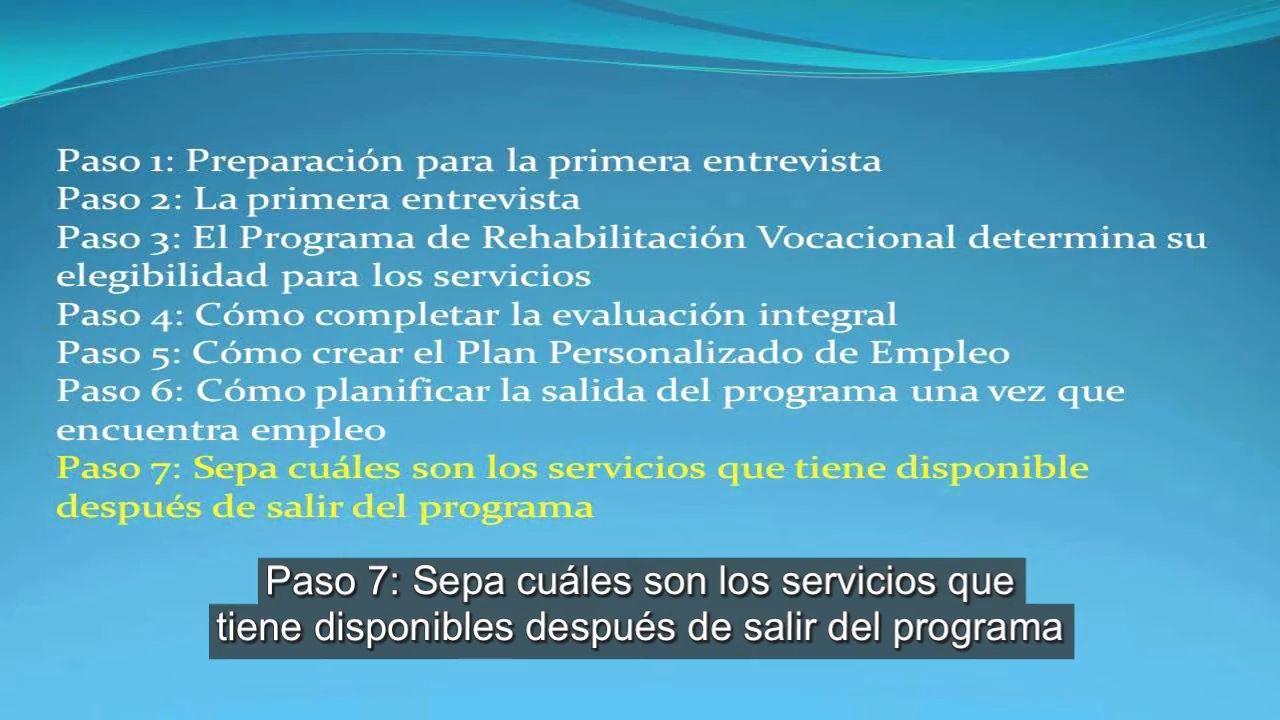 Paso 1: Preparación para la primera entrevista
Paso 2: La primera entrevista
Paso 3: El Programa de Rehabilitación Vocacional determina su
elegibilidad para los servicios
Paso 4: Cómo completar la evaluación integral
Paso 5: Cómo crear el Plan Personalizado de Empleo
Paso 6: Cómo planificar la salida del programa una vez que
encuentra empleo
Paso 7: Sepa cuáles son los servicios que tiene disponible
después de salir del programa
Paso 7: Sepa cuáles son los servicios que
tiene disponibles después de salir del programa